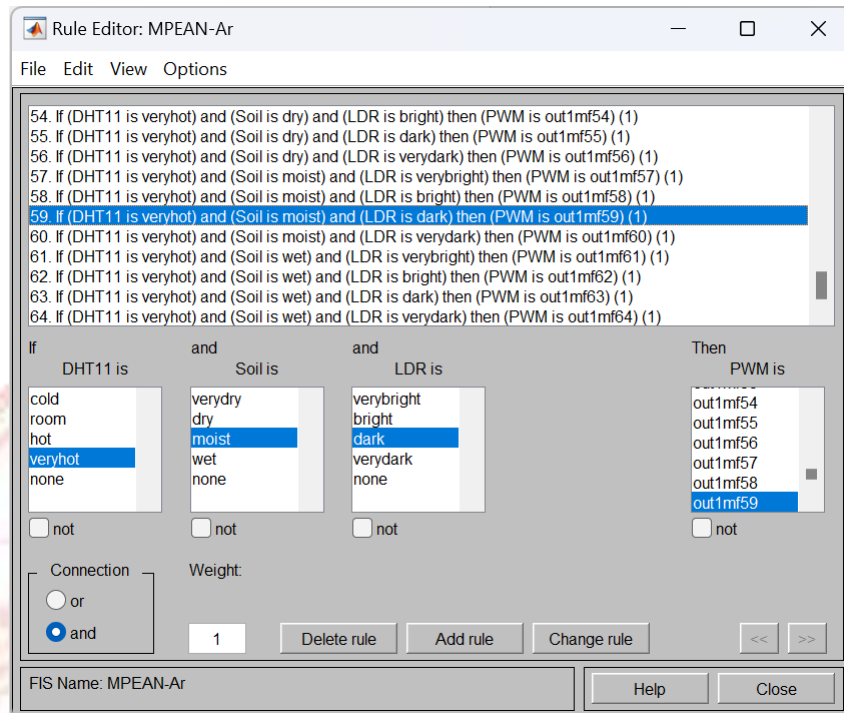 Rule Editor: MPEAN-Ar
File Edit View Options
54. If (DHT11 is veryhot) and (Soil is dry) and (LDR is bright) then (PWM is out1mf54) (1)
55. If (DHT11 is veryhot) and (Soil is dry) and (LDR is dark) then (PWM is out1mf55) (1)
56. If (DHT11 is veryhot) and (Soil is dry) and (LDR is verydark) then (PWM is out1mf56) (1)
57. If (DHT11 is veryhot) and (Soil is moist) and (LDR is verybright) then (PWM is out1mf57) (1)
58. If (DHT11 is veryhot) and (Soil is moist) and (LDR is bright) then (PWM is out1mf58) (1)
59. If (DHT11 is veryhot) and (Soil is moist) and (LDR is dark) then (PWM is out1mf59) (1)
60. If (DHT11 is veryhot) and (Soil is moist) and (LDR is verydark) then (PWM is out1mf60) (1)
61. If (DHT11 is veryhot) and (Soil is wet) and (LDR is verybright) then (PWM is out1mf61) (1)
62. If (DHT11 is veryhot) and (Soil is wet) and (LDR is bright) then (PWM is out1mf62) (1)
63. If (DHT11 is veryhot) and (Soil is wet) and (LDR is dark) then (PWM is out1mf63) (1)
64. If (DHT11 is veryhot) and (Soil is wet) and (LDR is verydark) then (PWM is out1mf64) (1)
If and and Then
DHT11 is Soil is LDR is PWM is
cold
room
hot
veryhot
none
verydry
dry
moist
wet
none
verybright
bright
dark
verydark
none
out1mf54
out1mf55
out1mf56
out1mf57
out1mf58
out1mf59
not not not not
Connection
or
and
Weight:
1 Delete rule Add rule Change rule << >>
FIS Name: MPEAN-Ar
Help Close